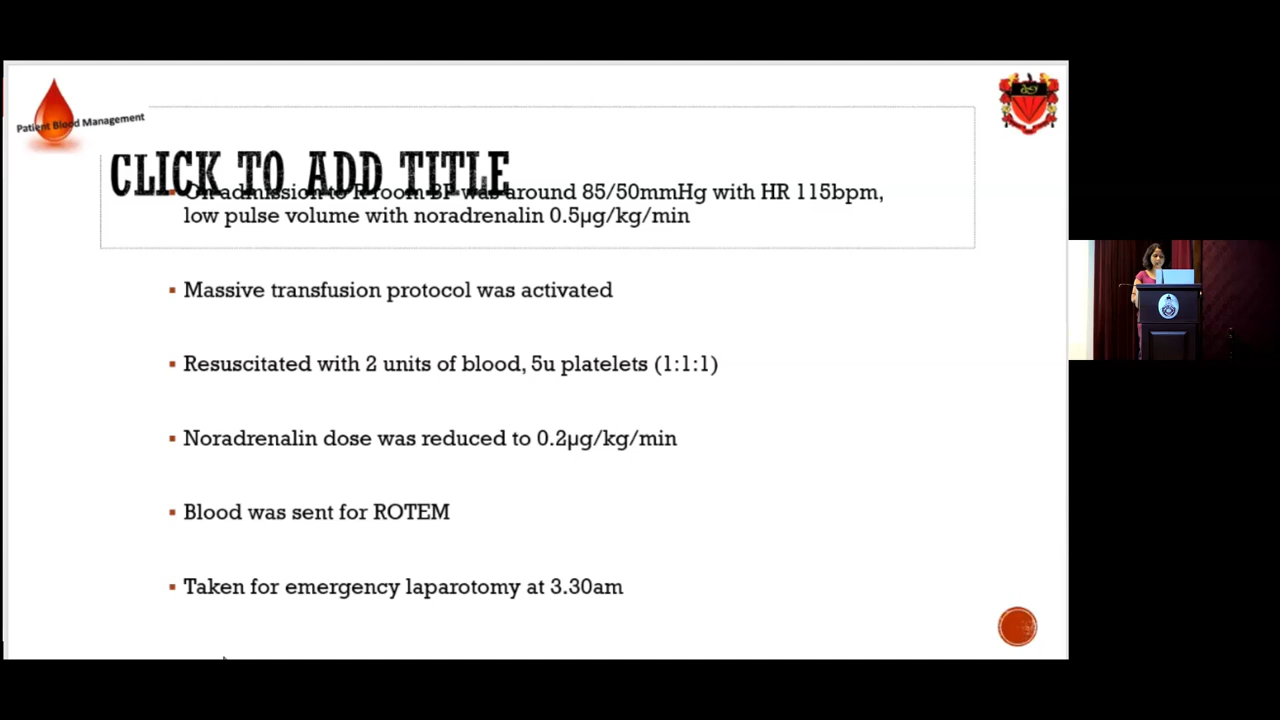 Patient Blood Management
CLICK TO ADD TITLE
On admission to R room BP was around 85/50mmHg with HR 115bpm,
low pulse volume with noradrenalin 0.5µg/kg/min
Massive transfusion protocol was activated
Resuscitated with 2 units of blood, 5u platelets (1:1:1)
Noradrenalin dose was reduced to 0.2µg/kg/min
Blood was sent for ROTEM
Taken for emergency laparotomy at 3.30am